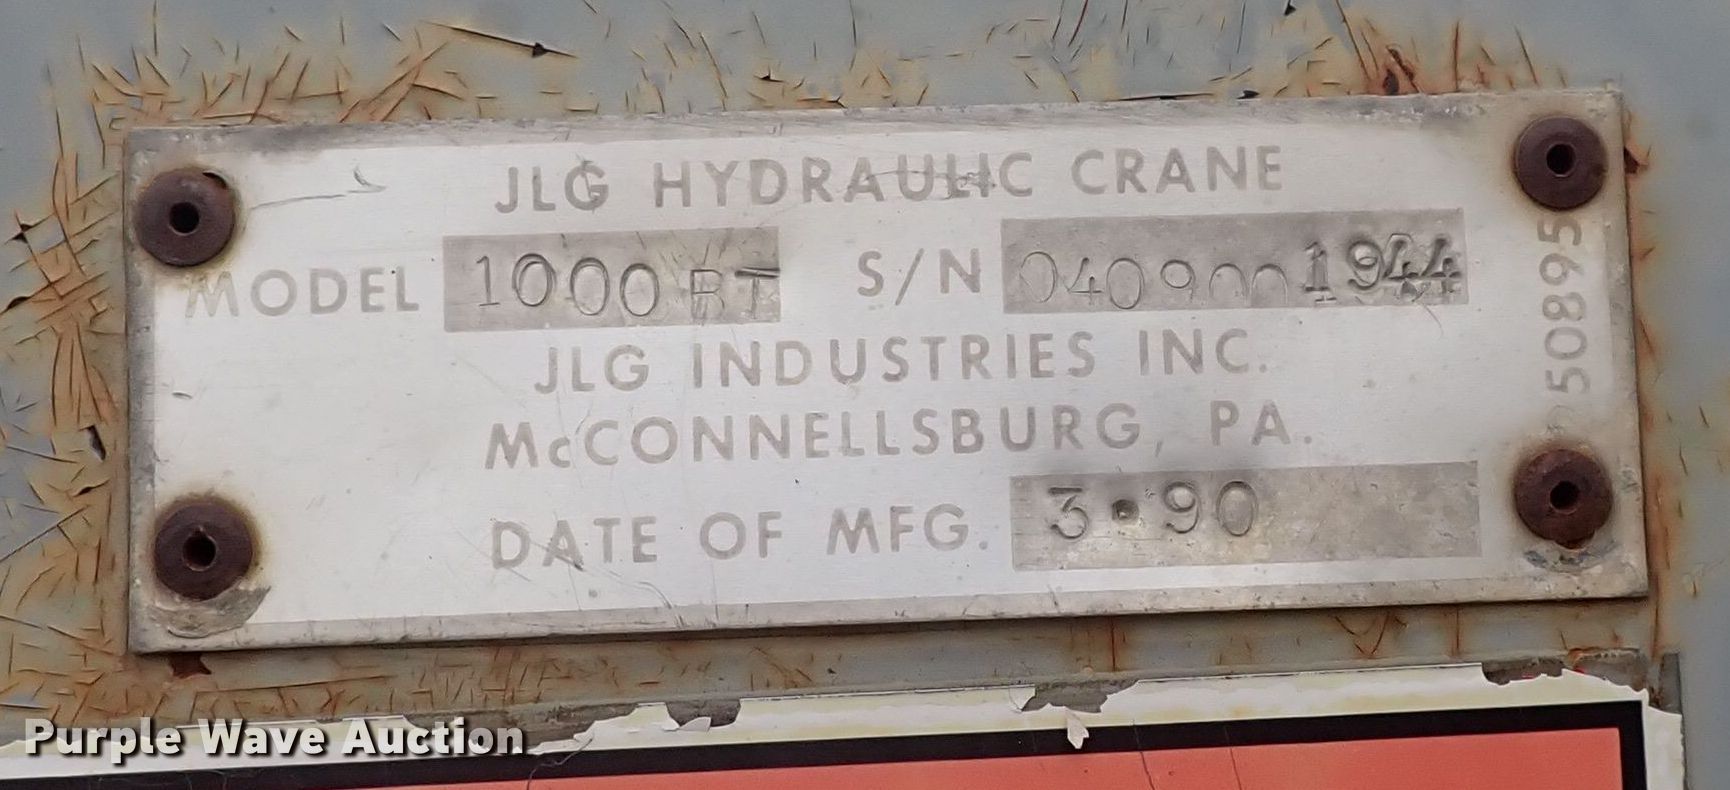 JLG HYDRAULIC CRANE
MODEL 1000BT S/N 0409001944
JLG INDUSTRIES INC.
McCONNELLSBURG, PA.
DATE OF MFG. 3•90
50895
Purple Wave Auction